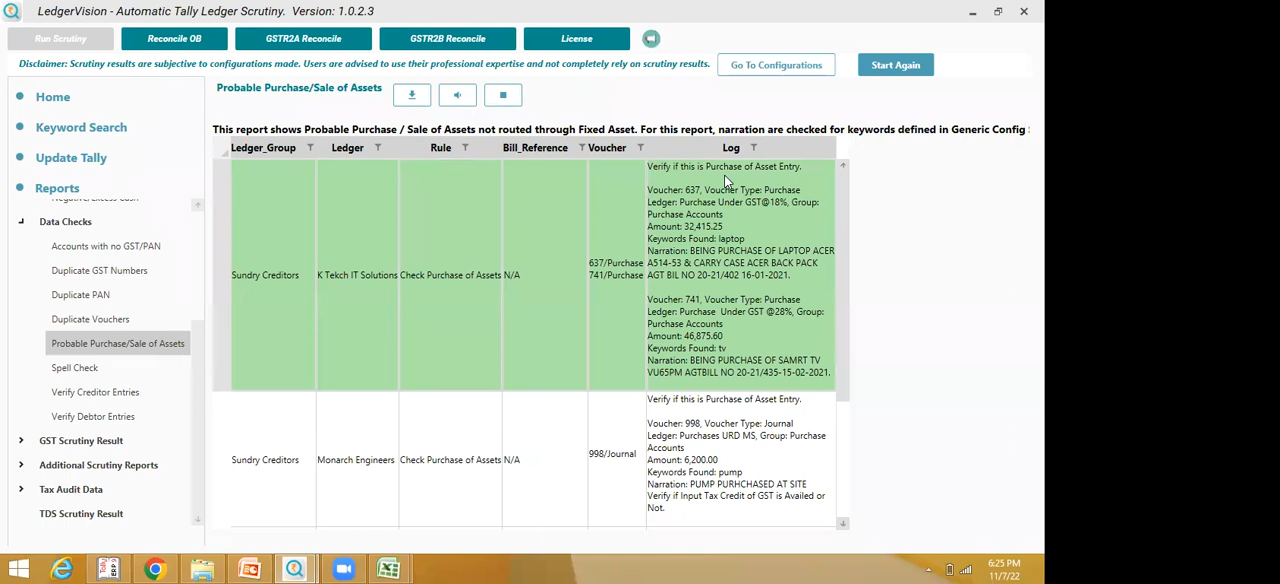 LedgerVision - Automatic Tally Ledger Scrutiny. Version: 1.0.2.3
Run Scrutiny
Reconcile OB
GSTR2A Reconcile
GSTR2B Reconcile
License
Disclaimer: Scrutiny results are subjective to configurations made. Users are advised to use their professional expertise and not completely rely on scrutiny results.
Go To Configurations
Start Again
Home
Keyword Search
Update Tally
Reports
Negative/Excess Cash
Data Checks
Accounts with no GST/PAN
Duplicate GST Numbers
Duplicate PAN
Duplicate Vouchers
Probable Purchase/Sale of Assets
Spell Check
Verify Creditor Entries
Verify Debtor Entries
GST Scrutiny Result
Additional Scrutiny Reports
Tax Audit Data
TDS Scrutiny Result
Probable Purchase/Sale of Assets
This report shows Probable Purchase / Sale of Assets not routed through Fixed Asset. For this report, narration are checked for keywords defined in Generic Config
Ledger_Group Ledger Rule Bill_Reference Voucher Log
Sundry Creditors
K Tekch IT Solutions
Check Purchase of Assets
N/A
637/Purchase
741/Purchase
Verify if this is Purchase of Asset Entry.
Voucher: 637, Voucher Type: Purchase
Ledger: Purchase Under GST@18%, Group:
Purchase Accounts
Amount: 32,415.25
Keywords Found: laptop
Narration: BEING PURCHASE OF LAPTOP ACER
A514-53 & CARRY CASE ACER BACK PACK
AGT BIL NO 20-21/402 16-01-2021.
Voucher: 741, Voucher Type: Purchase
Ledger: Purchase Under GST @28%, Group:
Purchase Accounts
Amount: 46,875.60
Keywords Found: tv
Narration: BEING PURCHASE OF SAMRT TV
VU65PM AGTBILL NO 20-21/435-15-02-2021.
Sundry Creditors
Monarch Engineers
Check Purchase of Assets
N/A
998/Journal
Verify if this is Purchase of Asset Entry.
Voucher: 998, Voucher Type: Journal
Ledger: Purchases URD MS, Group: Purchase
Accounts
Amount: 6,200.00
Keywords Found: pump
Narration: PUMP PURHCHASED AT SITE
Verify if Input Tax Credit of GST is Availed or
Not.
Tally
ERP 9
6:25 PM
11/7/22